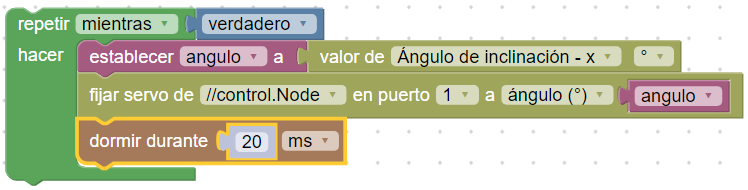 repetir mientras verdadero
hacer establecer angulo a valor de Ángulo de inclinación - x °
fijar servo de //control.Node en puerto 1 a ángulo (°) angulo
dormir durante 20 ms